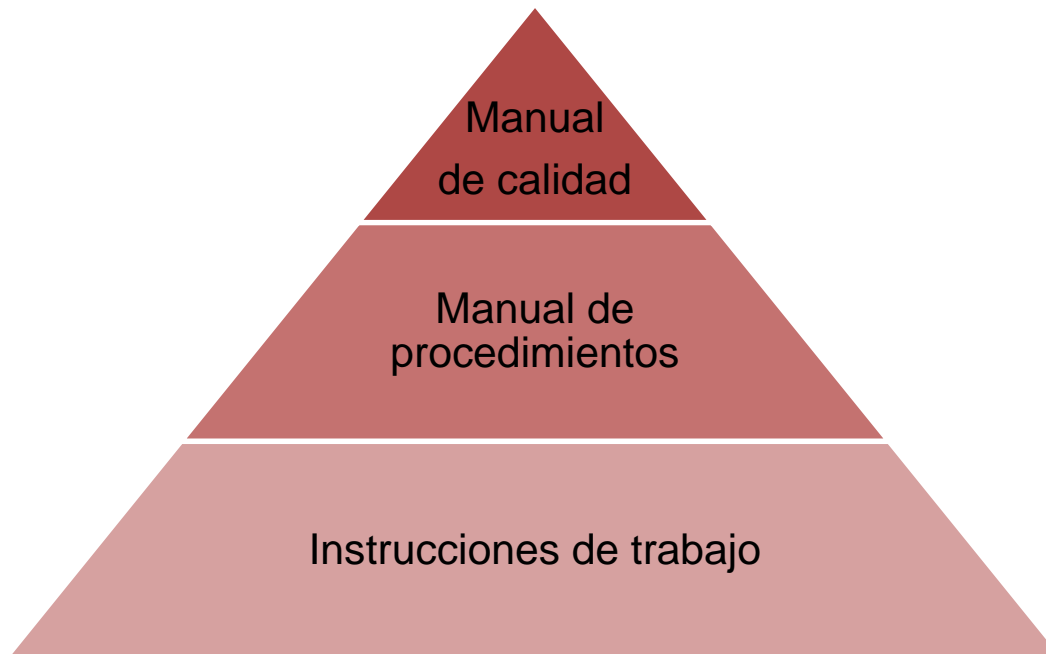 Manual
de calidad
Manual de
procedimientos
Instrucciones de trabajo